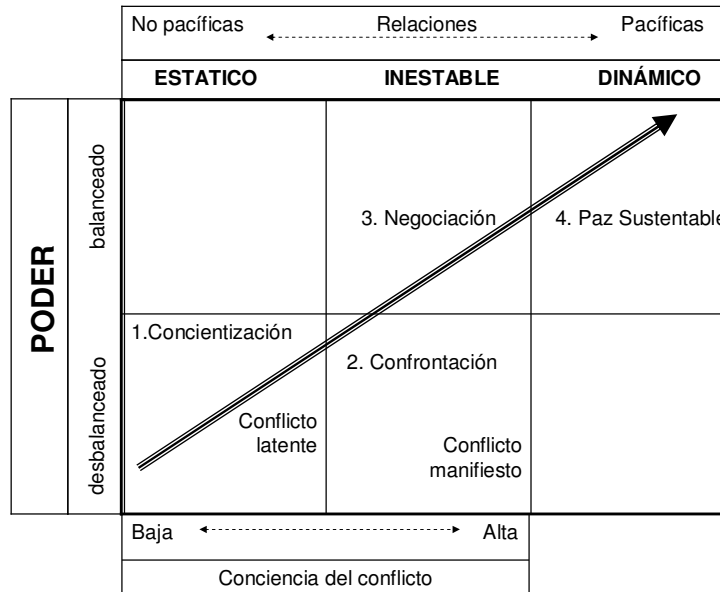 No pacíficas Relaciones Pacíficas
ESTATICO INESTABLE DINÁMICO
PODER
balanceado
desbalanceado
3. Negociación 4. Paz Sustentable
1.Concientización
2. Confrontación
Conflicto
latente
Conflicto
manifiesto
Baja Alta
Conciencia del conflicto